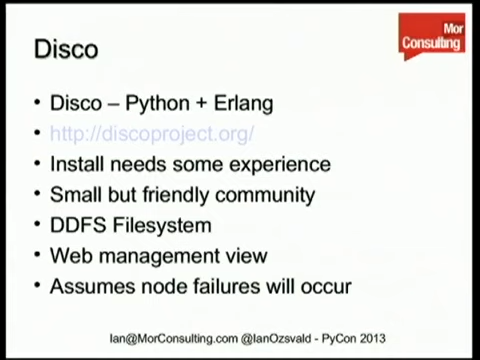 Mor
Consulting
Disco
• Disco – Python + Erlang
• http://discoproject.org/
• Install needs some experience
• Small but friendly community
• DDFS Filesystem
• Web management view
• Assumes node failures will occur
Ian@MorConsulting.com @IanOzsvald - PyCon 2013